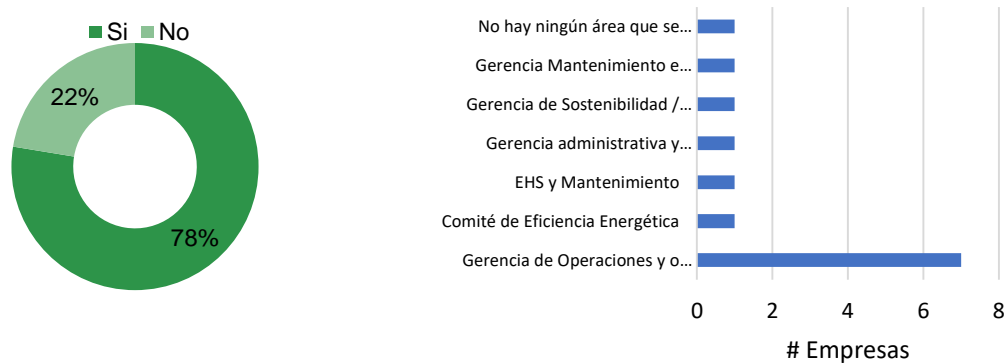 Si No
22%
78%
No hay ningún área que se...
Gerencia Mantenimiento e...
Gerencia de Sostenibilidad /...
Gerencia administrativa y...
EHS y Mantenimiento
Comité de Eficiencia Energética
Gerencia de Operaciones y o...
0 2 4 6 8
# Empresas